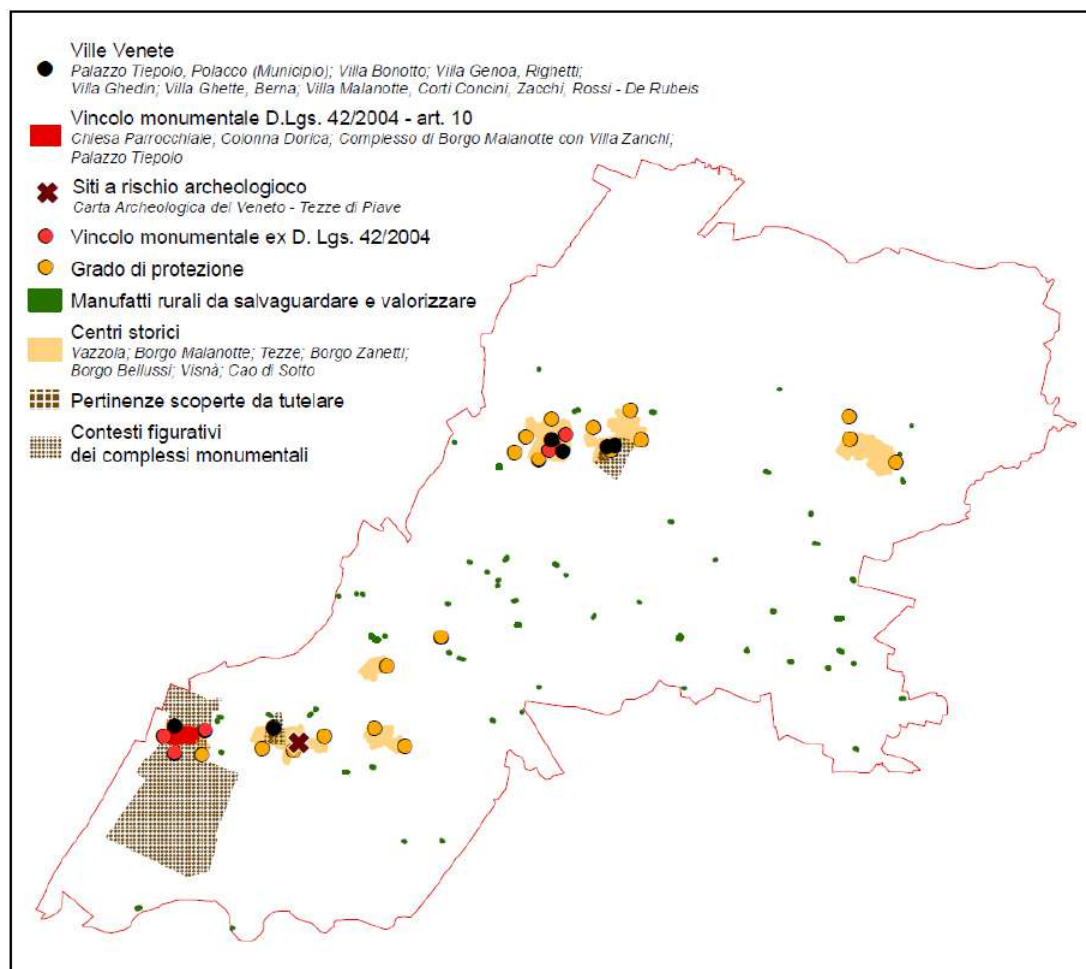 Ville Venete
Palazzo Tiepolo, Polacco (Municipio); Villa Bonotto; Villa Genoa, Righetti;
Villa Ghedin; Villa Ghette, Berna; Villa Malanotte, Corti Concini, Zacchi, Rossi - De Rubeis
Vincolo monumentale D.Lgs. 42/2004 - art. 10
Chiesa Parrocchiale, Colonna Dorica; Complesso di Borgo Malanotte con Villa Zanchi;
Palazzo Tiepolo
Siti a rischio archeologioco
Carta Archeologica del Veneto - Tezze di Piave
Vincolo monumentale ex D. Lgs. 42/2004
Grado di protezione
Manufatti rurali da salvaguardare e valorizzare
Centri storici
Vazzola; Borgo Malanotte; Tezze; Borgo Zanetti;
Borgo Bellussi; Visnà; Cao di Sotto
Pertinenze scoperte da tutelare
Contesti figurativi
dei complessi monumentali